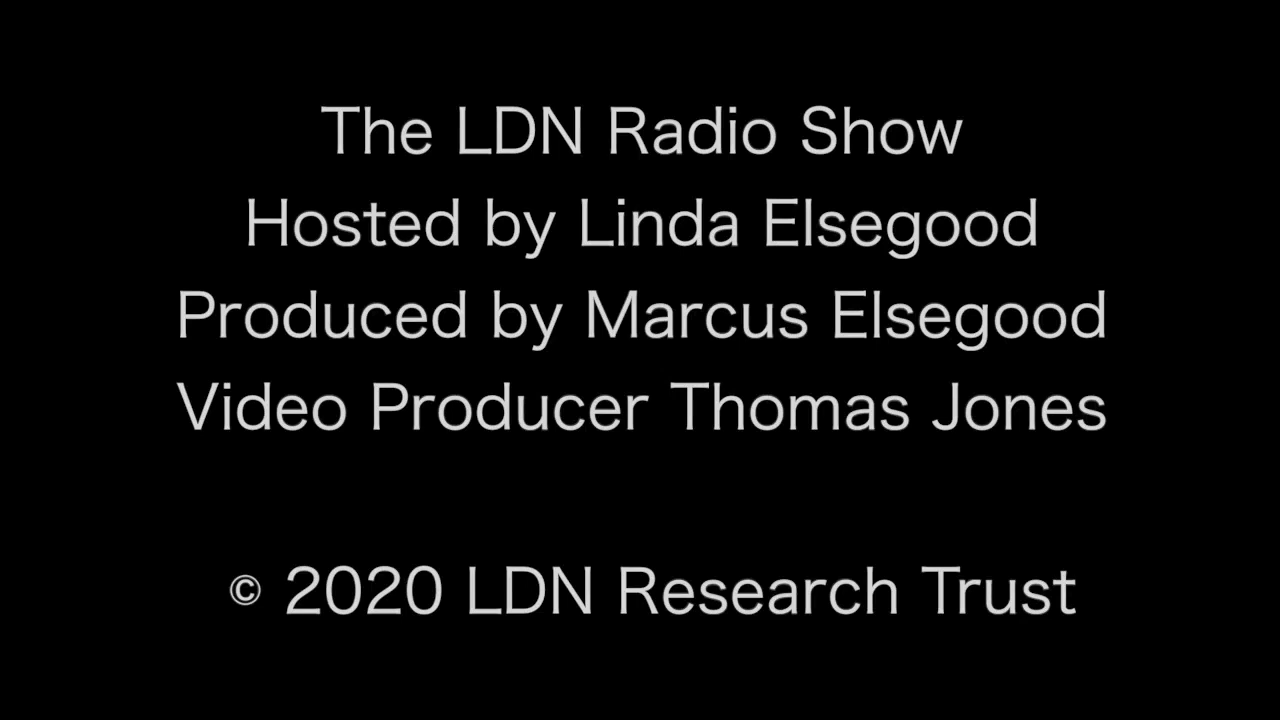 The LDN Radio Show
Hosted by Linda Elsegood
Produced by Marcus Elsegood
Video Producer Thomas Jones
© 2020 LDN Research Trust